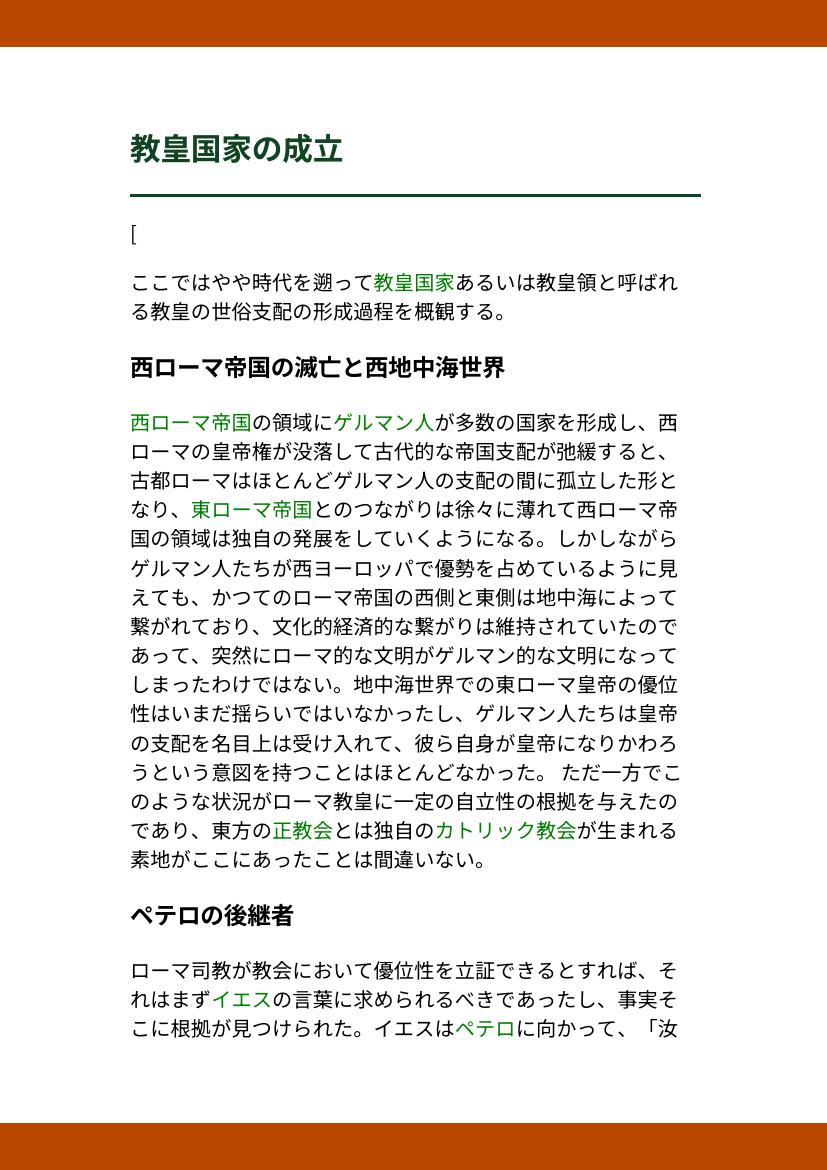 教皇国家の成立
[
ここではやや時代を遡って教皇国家あるいは教皇領と呼ばれ
る教皇の世俗支配の形成過程を概観する。
西ローマ帝国の滅亡と西地中海世界
西ローマ帝国の領域にゲルマン人が多数の国家を形成し、西
ローマの皇帝権が没落して古代的な帝国支配が弛緩すると、
古都ローマはほとんどゲルマン人の支配の間に孤立した形と
なり、東ローマ帝国とのつながりは徐々に薄れて西ローマ帝
国の領域は独自の発展をしていくようになる。しかしながら
ゲルマン人たちが西ヨーロッパで優勢を占めているように見
えても、かつてのローマ帝国の西側と東側は地中海によって
繋がれており、文化的経済的な繋がりは維持されていたので
あって、突然にローマ的な文明がゲルマン的な文明になって
しまったわけではない。地中海世界での東ローマ皇帝の優位
性はいまだ揺らいではいなかったし、ゲルマン人たちは皇帝
の支配を名目上は受け入れて、彼ら自身が皇帝になりかわろ
うという意図を持つことはほとんどなかった。 ただ一方でこ
のような状況がローマ教皇に一定の自立性の根拠を与えたの
であり、東方の正教会とは独自のカトリック教会が生まれる
素地がここにあったことは間違いない。
ペテロの後継者
ローマ司教が教会において優位性を立証できるとすれば、そ
れはまずイエスの言葉に求められるべきであったし、事実そ
こに根拠が見つけられた。イエスはペテロに向かって、「汝